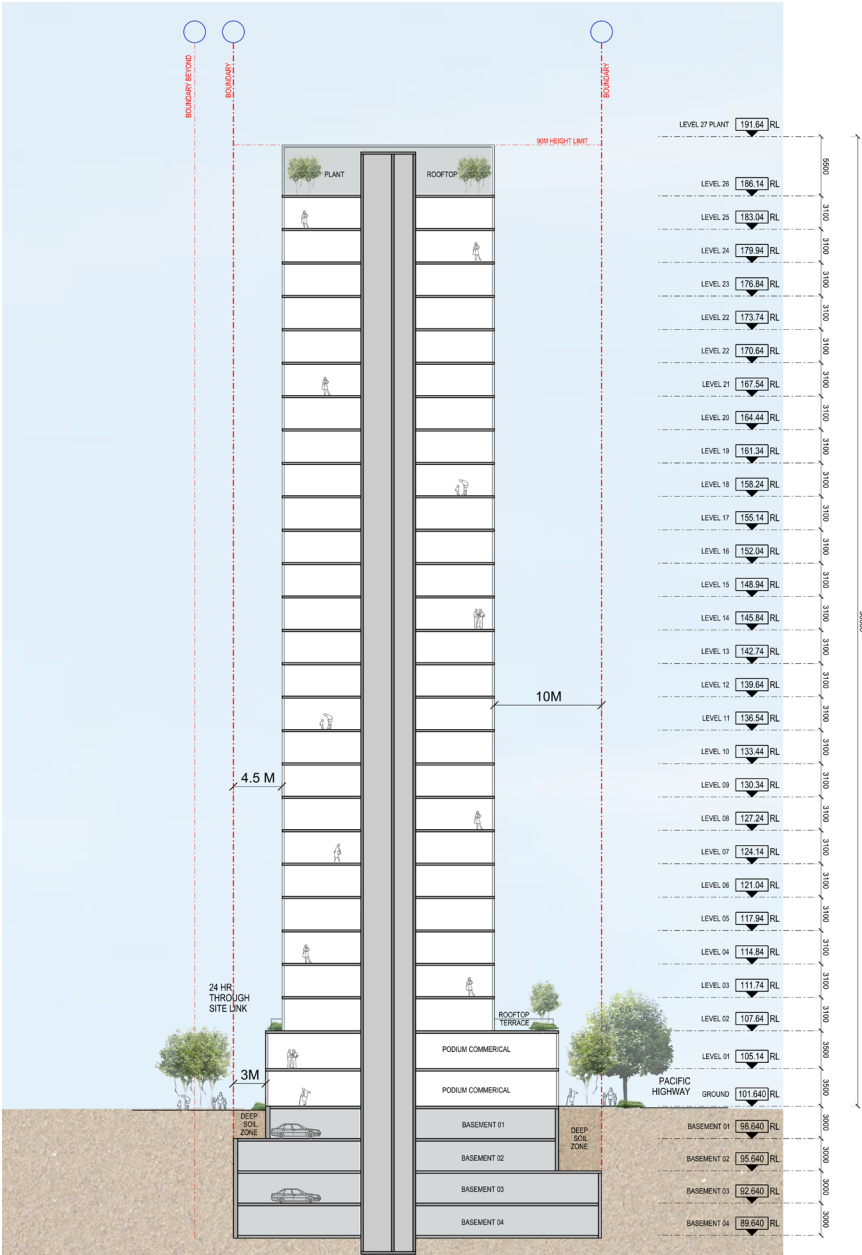 BOUNDARY BEYOND
BOUNDARY
BOUNDARY
90M HEIGHT LIMIT
PLANT
ROOFTOP
10M
4.5 M
24 HR
THROUGH
SITE LINK
3M
ROOFTOP
TERRACE
PODIUM COMMERICAL
PODIUM COMMERICAL
PACIFIC
HIGHWAY
DEEP
SOIL
ZONE
DEEP
SOIL
ZONE
BASEMENT 01
BASEMENT 02
BASEMENT 03
BASEMENT 04
LEVEL 27 PLANT 191.64 RL
5500
LEVEL 26 186.14 RL
3100
LEVEL 25 183.04 RL
3100
LEVEL 24 179.94 RL
3100
LEVEL 23 176.84 RL
3100
LEVEL 22 173.74 RL
3100
LEVEL 22 170.64 RL
3100
LEVEL 21 167.54 RL
3100
LEVEL 20 164.44 RL
3100
LEVEL 19 161.34 RL
3100
LEVEL 18 158.24 RL
3100
LEVEL 17 155.14 RL
3100
LEVEL 16 152.04 RL
3100
LEVEL 15 148.94 RL
3100
LEVEL 14 145.84 RL
3100
LEVEL 13 142.74 RL
3100
LEVEL 12 139.64 RL
3100
LEVEL 11 136.54 RL
3100
LEVEL 10 133.44 RL
3100
LEVEL 09 130.34 RL
3100
LEVEL 08 127.24 RL
3100
LEVEL 07 124.14 RL
3100
LEVEL 06 121.04 RL
3100
LEVEL 05 117.94 RL
3100
LEVEL 04 114.84 RL
3100
LEVEL 03 111.74 RL
3100
LEVEL 02 107.64 RL
3500
LEVEL 01 105.14 RL
3500
GROUND 101.640 RL
3000
BASEMENT 01 98.640 RL
3000
BASEMENT 02 95.640 RL
3000
BASEMENT 03 92.640 RL
3000
BASEMENT 04 89.640 RL